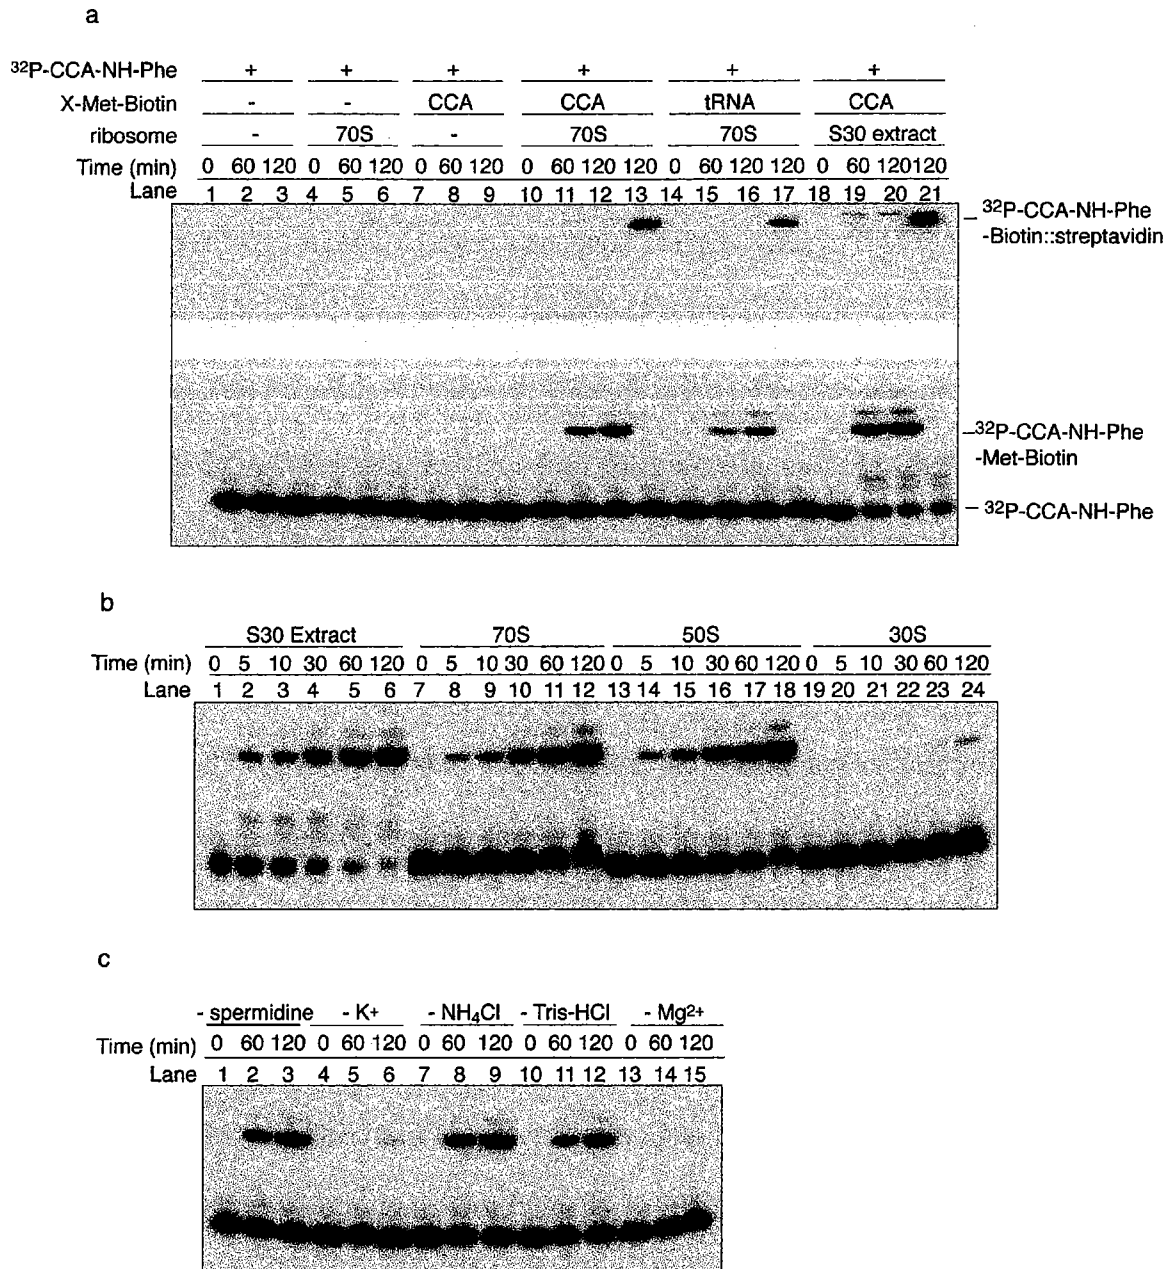 a
32P-CCA-NH-Phe + + + + + +
X-Met-Biotin - - CCA CCA tRNA CCA
ribosome - 70S - 70S 70S S30 extract
Time (min) 0 60 120 0 60 120 0 60 120 0 60 120 120 0 60 120 120 0 60 120 120
Lane 1 2 3 4 5 6 7 8 9 10 11 12 13 14 15 16 17 18 19 20 21
32P-CCA-NH-Phe
-Biotin::streptavidin
32P-CCA-NH-Phe
-Met-Biotin
32P-CCA-NH-Phe
b
S30 Extract 70S 50S 30S
Time (min) 0 5 10 30 60 120 0 5 10 30 60 120 0 5 10 30 60 120 0 5 10 30 60 120
Lane 1 2 3 4 5 6 7 8 9 10 11 12 13 14 15 16 17 18 19 20 21 22 23 24
c
- spermidine - K+ - NH4Cl - Tris-HCl - Mg2+
Time (min) 0 60 120 0 60 120 0 60 120 0 60 120 0 60 120
Lane 1 2 3 4 5 6 7 8 9 10 11 12 13 14 15